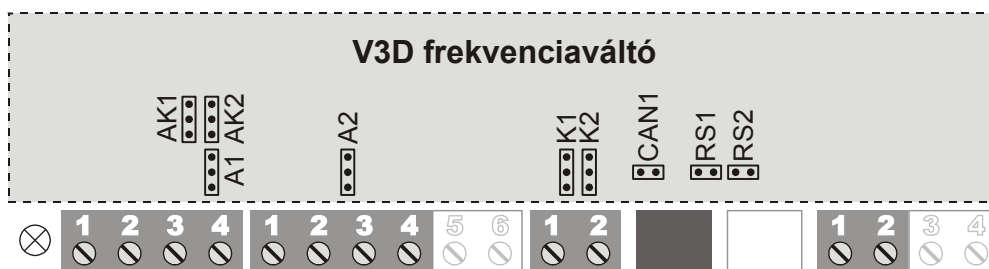 V3D frekvenciaváltó
AK1
AK2
A1
A2
K1
K2
CAN1
RS1
RS2
1 2 3 4 1 2 3 4 5 6 1 2 1 2 3 4